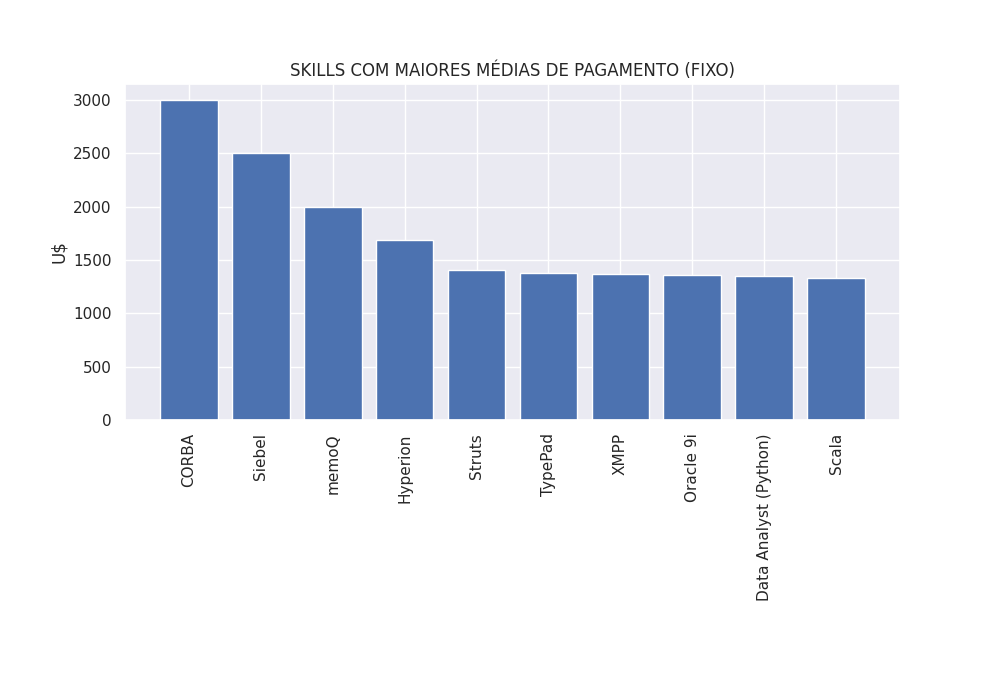 SKILLS COM MAIORES MÉDIAS DE PAGAMENTO (FIXO)
U$
3000
2500
2000
1500
1000
500
0
CORBA
Siebel
memoQ
Hyperion
Struts
TypePad
XMPP
Oracle 9i
Data Analyst (Python)
Scala